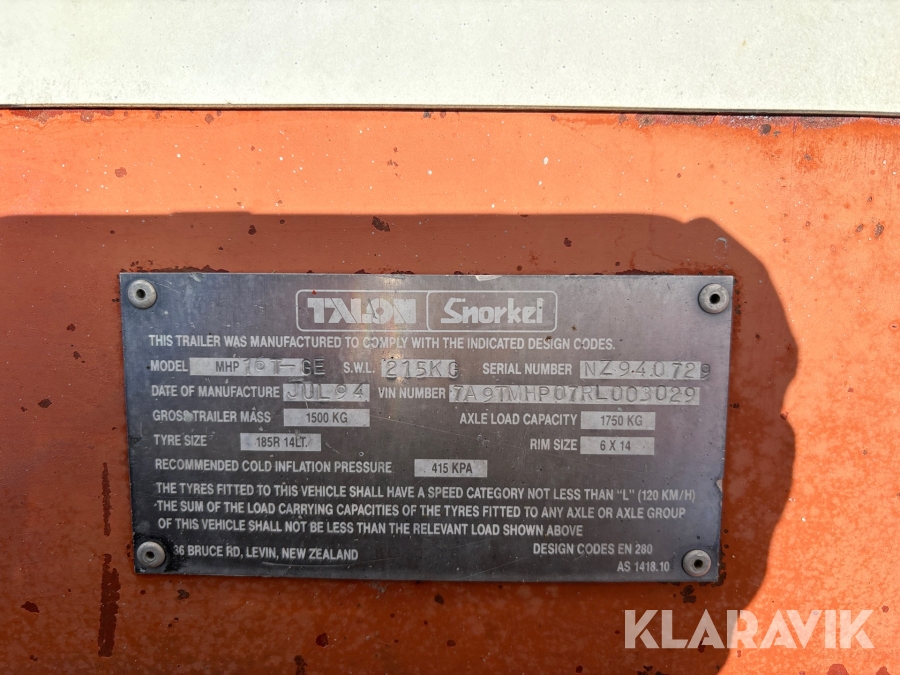 TALON Snorkel
THIS TRAILER WAS MANUFACTURED TO COMPLY WITH THE INDICATED DESIGN CODES.
MODEL MHP S.W.L. 215KG SERIAL NUMBER NZ940729
DATE OF MANUFACTURE JUL94 VIN NUMBER 7A9TMHP07RL003029
GROSS TRAILER MASS 1500 KG AXLE LOAD CAPACITY 1750 KG
TYRE SIZE 185R 14LT. RIM SIZE 6 X 14
RECOMMENDED COLD INFLATION PRESSURE 415 KPA
THE TYRES FITTED TO THIS VEHICLE SHALL HAVE A SPEED CATEGORY NOT LESS THAN "L" (120 KM/H)
THE SUM OF THE LOAD CARRYING CAPACITIES OF THE TYRES FITTED TO ANY AXLE OR AXLE GROUP
OF THIS VEHICLE SHALL NOT BE LESS THAN THE RELEVANT LOAD SHOWN ABOVE
36 BRUCE RD, LEVIN, NEW ZEALAND DESIGN CODES EN 280
AS 1418.10
KLARAVIK